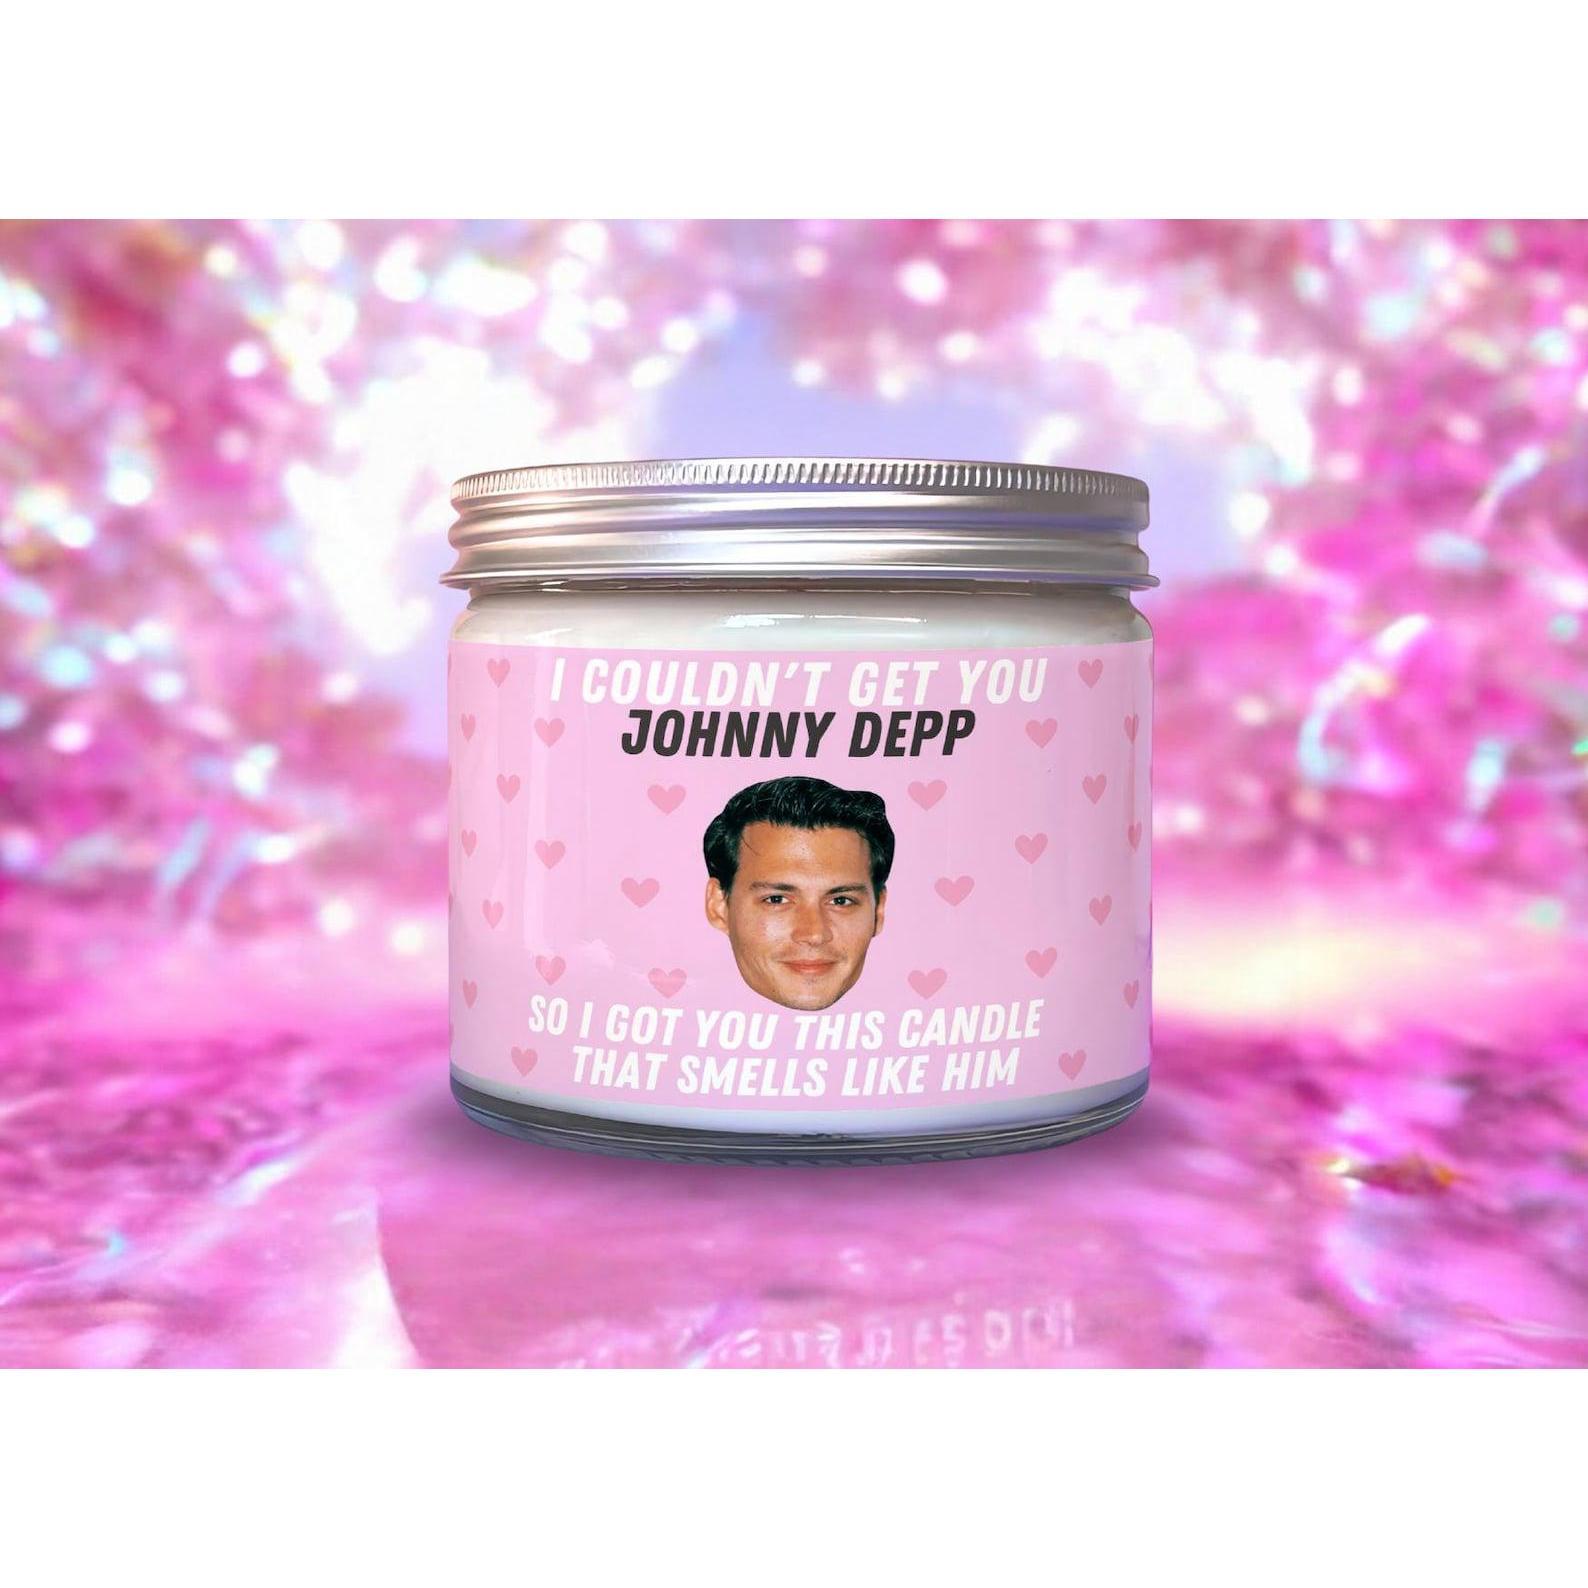 I COULDN'T GET YOU
JOHNNY DEPP
SO I GOT YOU THIS CANDLE
THAT SMELLS LIKE HIM